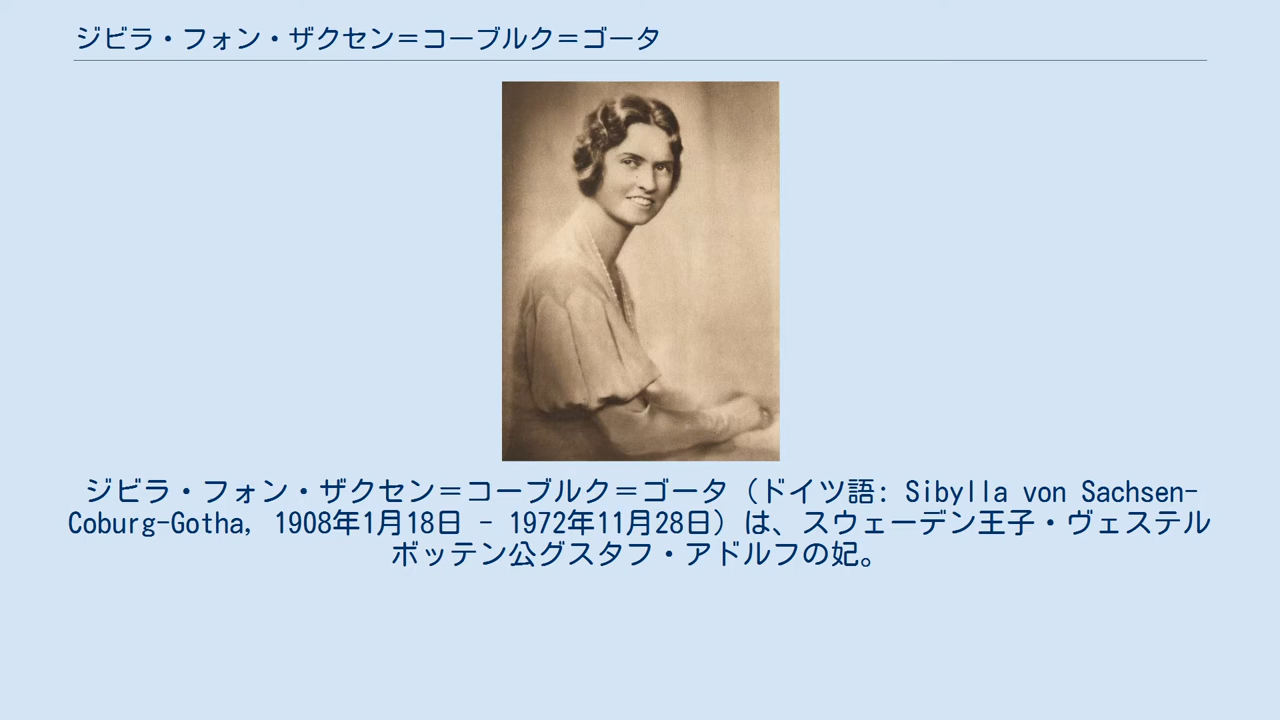 ジビラ・フォン・ザクセン＝コーブルク＝ゴータ
ジビラ・フォン・ザクセン＝コーブルク＝ゴータ（ドイツ語: Sibylla von Sachsen-
Coburg-Gotha, 1908年1月18日 - 1972年11月28日）は、スウェーデン王子・ヴェステル
ボッテン公グスタフ・アドルフの妃。